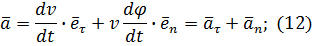 ā = dv/dt · ē_τ + v dφ/dt · ē_n = ā_τ + ā_n; (12)